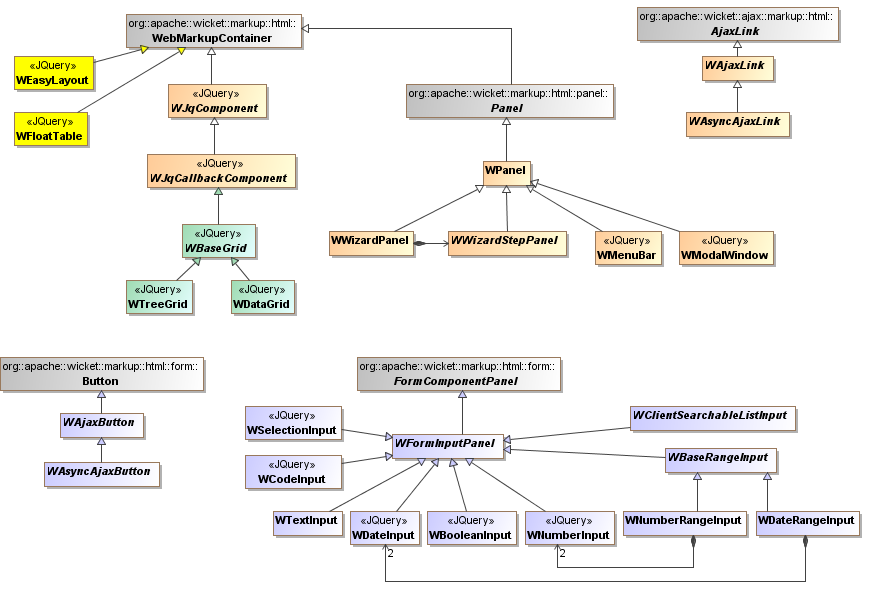 org::apache::wicket::markup::html::
WebMarkupContainer
org::apache::wicket::ajax::markup::html::
AjaxLink
«JQuery»
WEasyLayout
WAjaxLink
«JQuery»
WJqComponent
org::apache::wicket::markup::html::panel::
Panel
«JQuery»
WFloatTable
WAsyncAjaxLink
«JQuery»
WJqCallbackComponent
WPanel
«JQuery»
WBaseGrid
WWizardPanel
WWizardStepPanel
«JQuery»
WMenuBar
«JQuery»
WModalWindow
«JQuery»
WTreeGrid
«JQuery»
WDataGrid
org::apache::wicket::markup::html::form::
Button
org::apache::wicket::markup::html::form::
FormComponentPanel
WAjaxButton
«JQuery»
WSelectionInput
WClientSearchableListInput
WFormInputPanel
WAsyncAjaxButton
«JQuery»
WCodeInput
WBaseRangeInput
WTextInput
«JQuery»
WDateInput
«JQuery»
WBooleanInput
«JQuery»
WNumberInput
WNumberRangeInput
WDateRangeInput
2
2